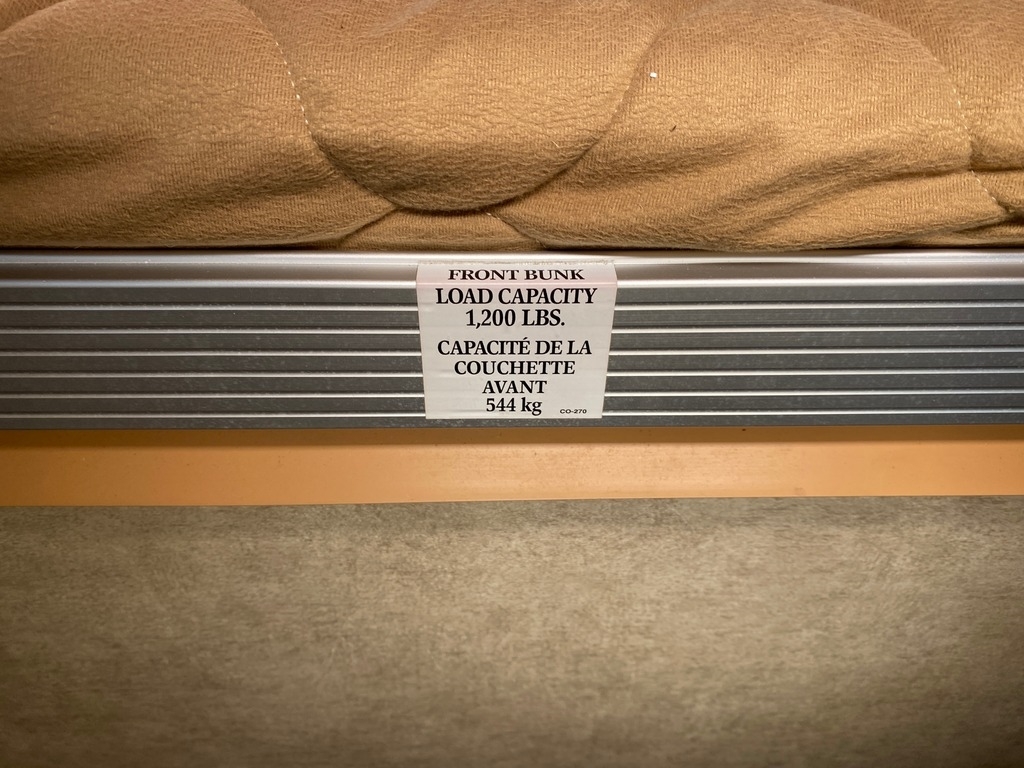 FRONT BUNK
LOAD CAPACITY
1,200 LBS.
CAPACITÉ DE LA
COUCHETTE
AVANT
544 kg CO-270